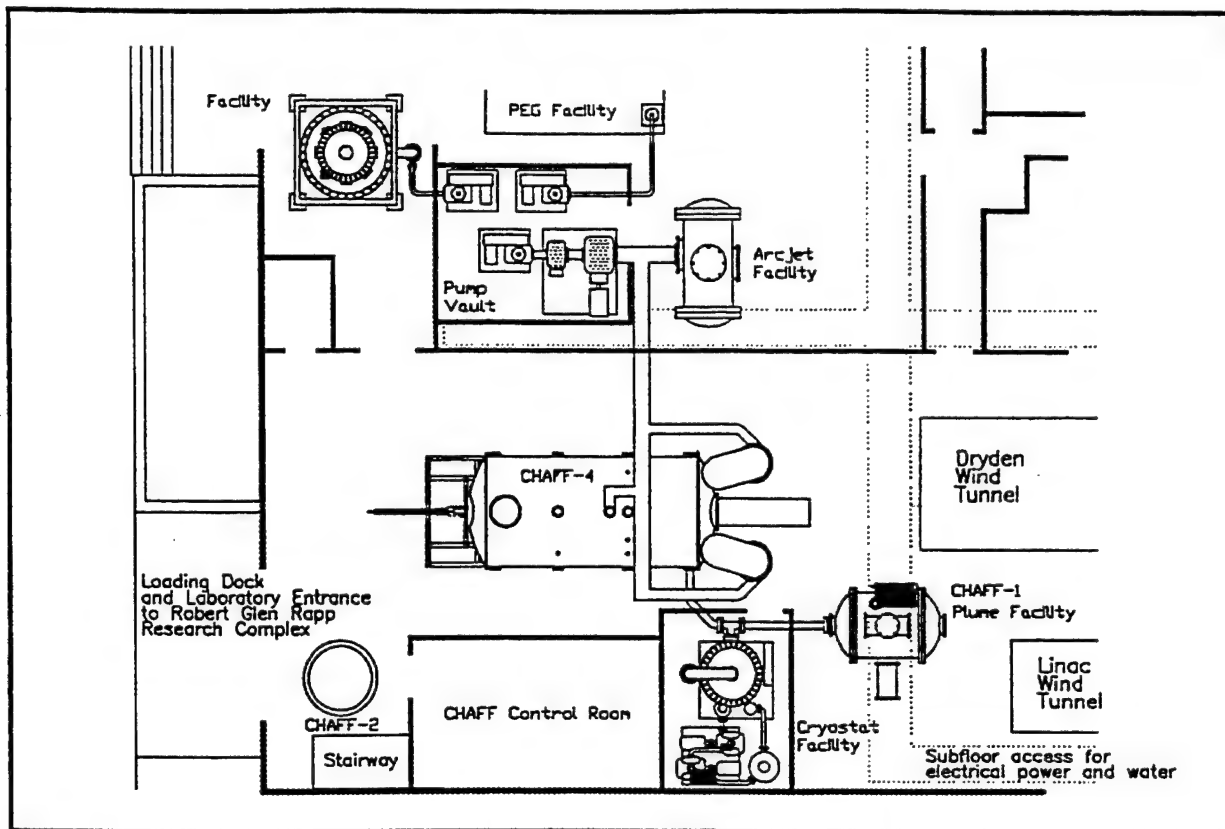 Facility
PEG Facility
Arcjet
Facility
Pump
Vault
CHAFF-4
Dryden
Wind
Tunnel
Loading Dock
and Laboratory Entrance
to Robert Glen Rapp
Research Complex
CHAFF-1
Plume Facility
Linac
Wind
Tunnel
CHAFF-2
CHAFF Control Room
Stairway
Cryostat
Facility
Subfloor access for
electrical power and water